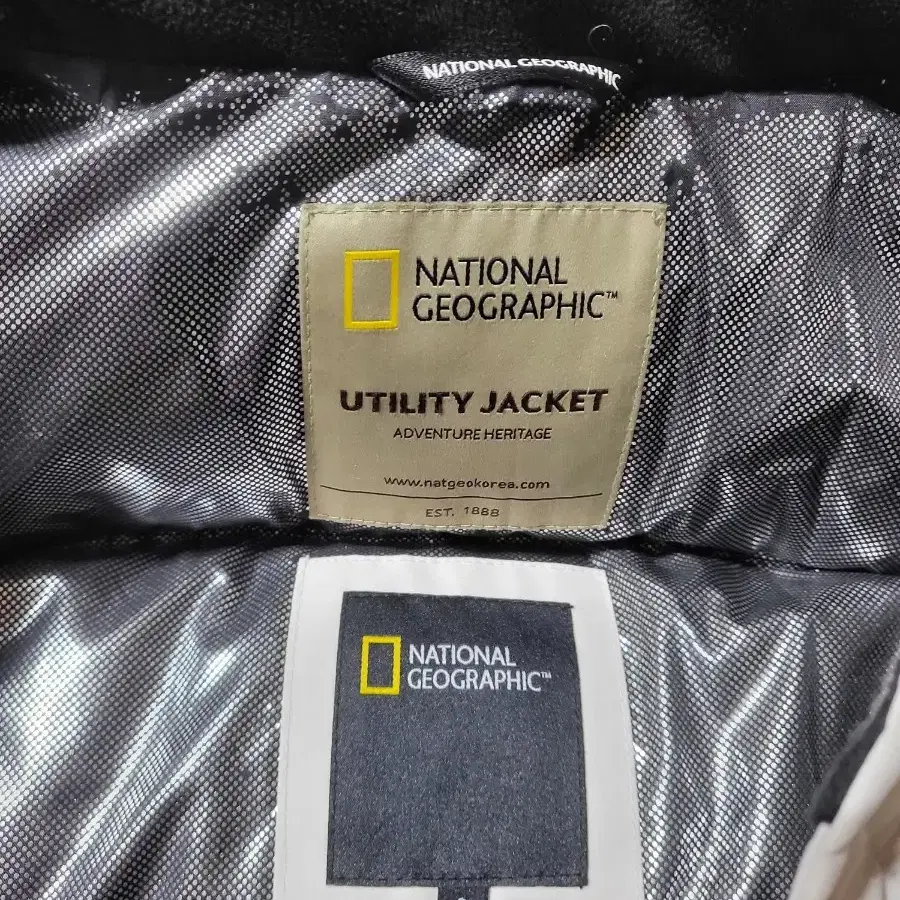 NATIONAL GEOGRAPHIC
NATIONAL
GEOGRAPHIC™
UTILITY JACKET
ADVENTURE HERITAGE
www.natgeokorea.com
EST. 1888
NATIONAL
GEOGRAPHIC™